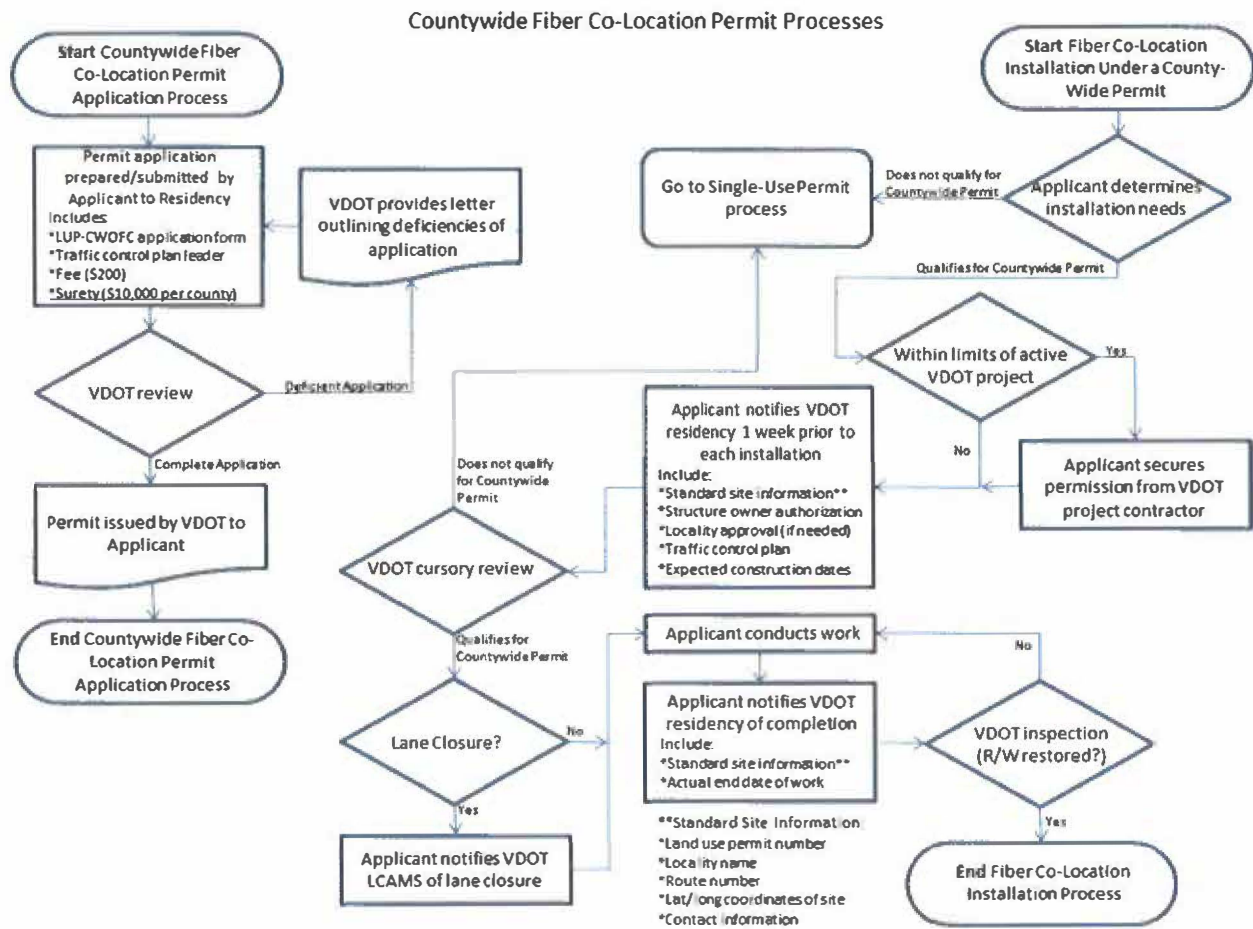 Countywide Fiber Co-Location Permit Processes
Start Countywide Fiber
Co-Location Permit
Application Process
Permit application
prepared/submitted by
Applicant to Residency
Includes:
*LUP-CWOFC application form
*Traffic control plan leader
*Fee ($200)
*Surety ($10,000 per county)
VDOT provides letter
outlining deficiencies of
application
VDOT review
Deficient Application
Complete Application
Permit issued by VDOT to
Applicant
End Countywide Fiber Co-
Location Permit
Application Process
Start Fiber Co-Location
Installation Under a County-
Wide Permit
Applicant determines
installation needs
Does not qualify for
Countywide Permit
Go to Single-Use Permit
process
Qualifies for Countywide Permit
Within limits of active
VDOT project
Yes
No
Applicant secures
permission from VDOT
project contractor
Applicant notifies VDOT
residency 1 week prior to
each installation
Include:
*Standard site information**
*Structure owner authorization
*Locality approval (if needed)
*Traffic control plan
*Expected construction dates
VDOT cursory review
Does not qualify
for Countywide
Permit
Qualifies for
Countywide Permit
Lane Closure?
No
Yes
Applicant notifies VDOT
LCAMS of lane closure
Applicant conducts work
Applicant notifies VDOT
residency of completion
Include:
*Standard site information**
*Actual end date of work
VDOT inspection
(R/W restored?)
No
Yes
End Fiber Co-Location
Installation Process
**Standard Site Information
*Land use permit number
*Locality name
*Route number
*Lat/long coordinates of site
*Contact information